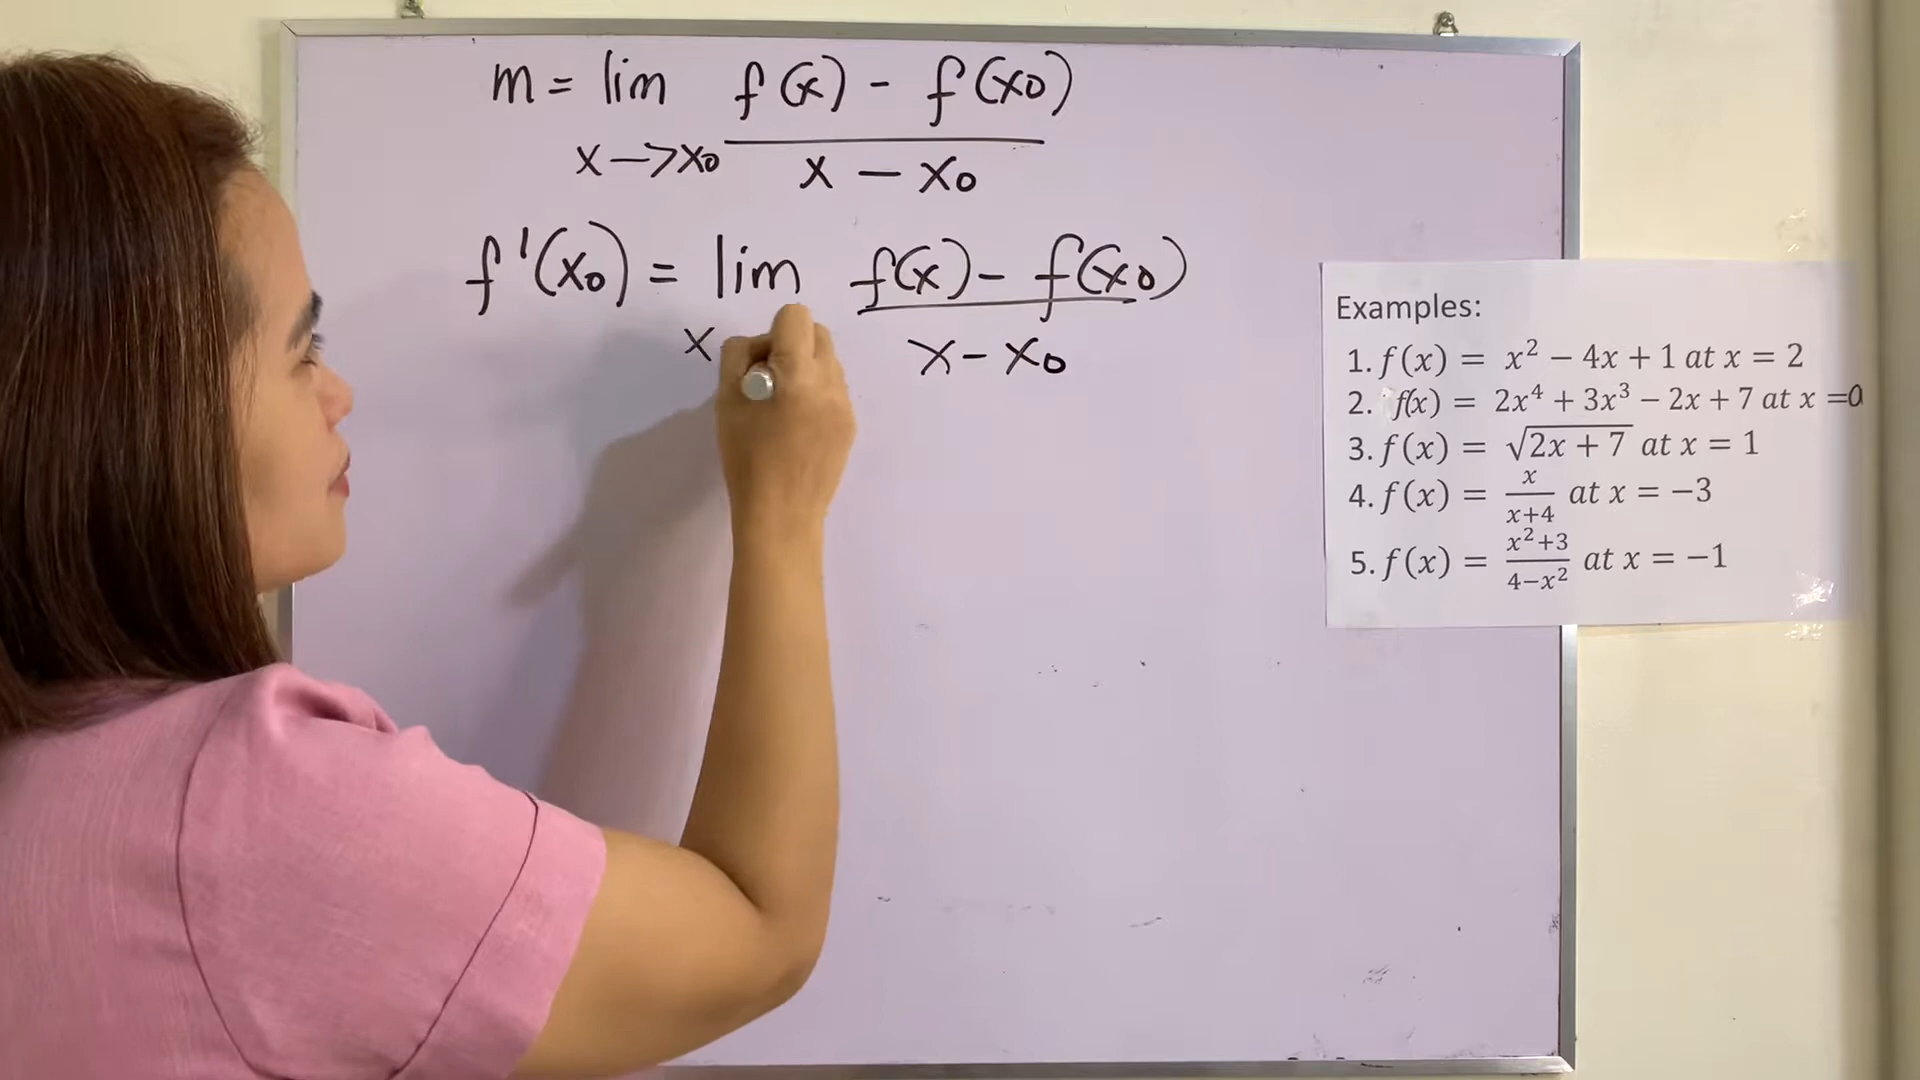 m = lim f(x) - f(x₀)
x —> x₀ x — x₀
f'(x₀) = lim f(x) - f(x₀)
x x - x₀
Examples:
1. f(x) = x² − 4x + 1 at x = 2
2. f(x) = 2x⁴ + 3x³ − 2x + 7 at x =0
3. f(x) = √(2x + 7) at x = 1
4. f(x) = x/(x+4) at x = −3
5. f(x) = (x²+3)/(4−x²) at x = −1